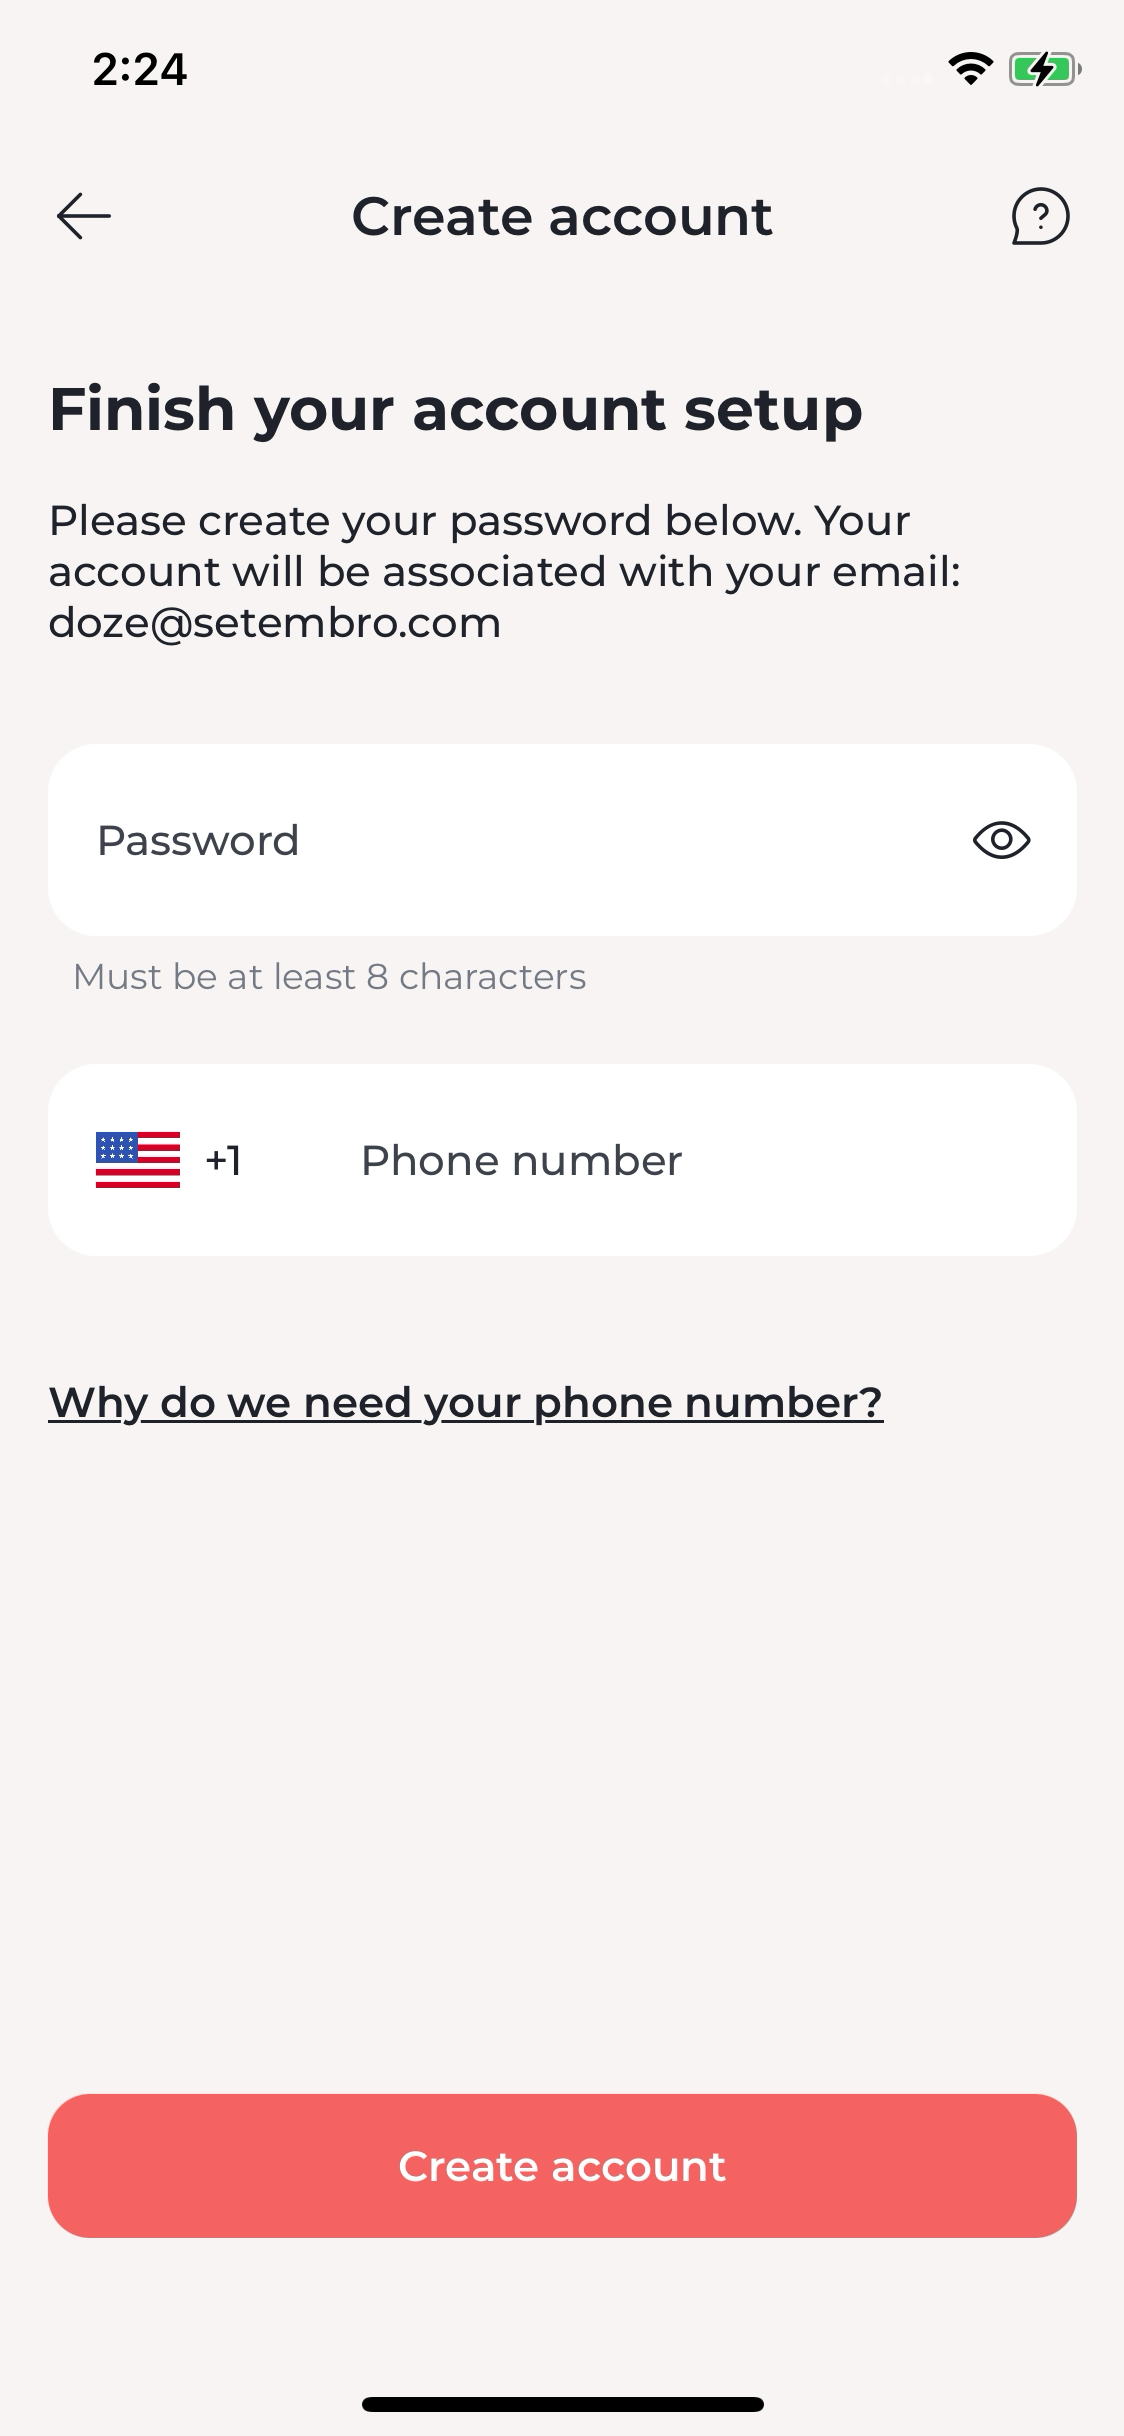 2:24
Create account
Finish your account setup
Please create your password below. Your
account will be associated with your email:
doze@setembro.com
Password
Must be at least 8 characters
+1 Phone number
Why do we need your phone number?
Create account